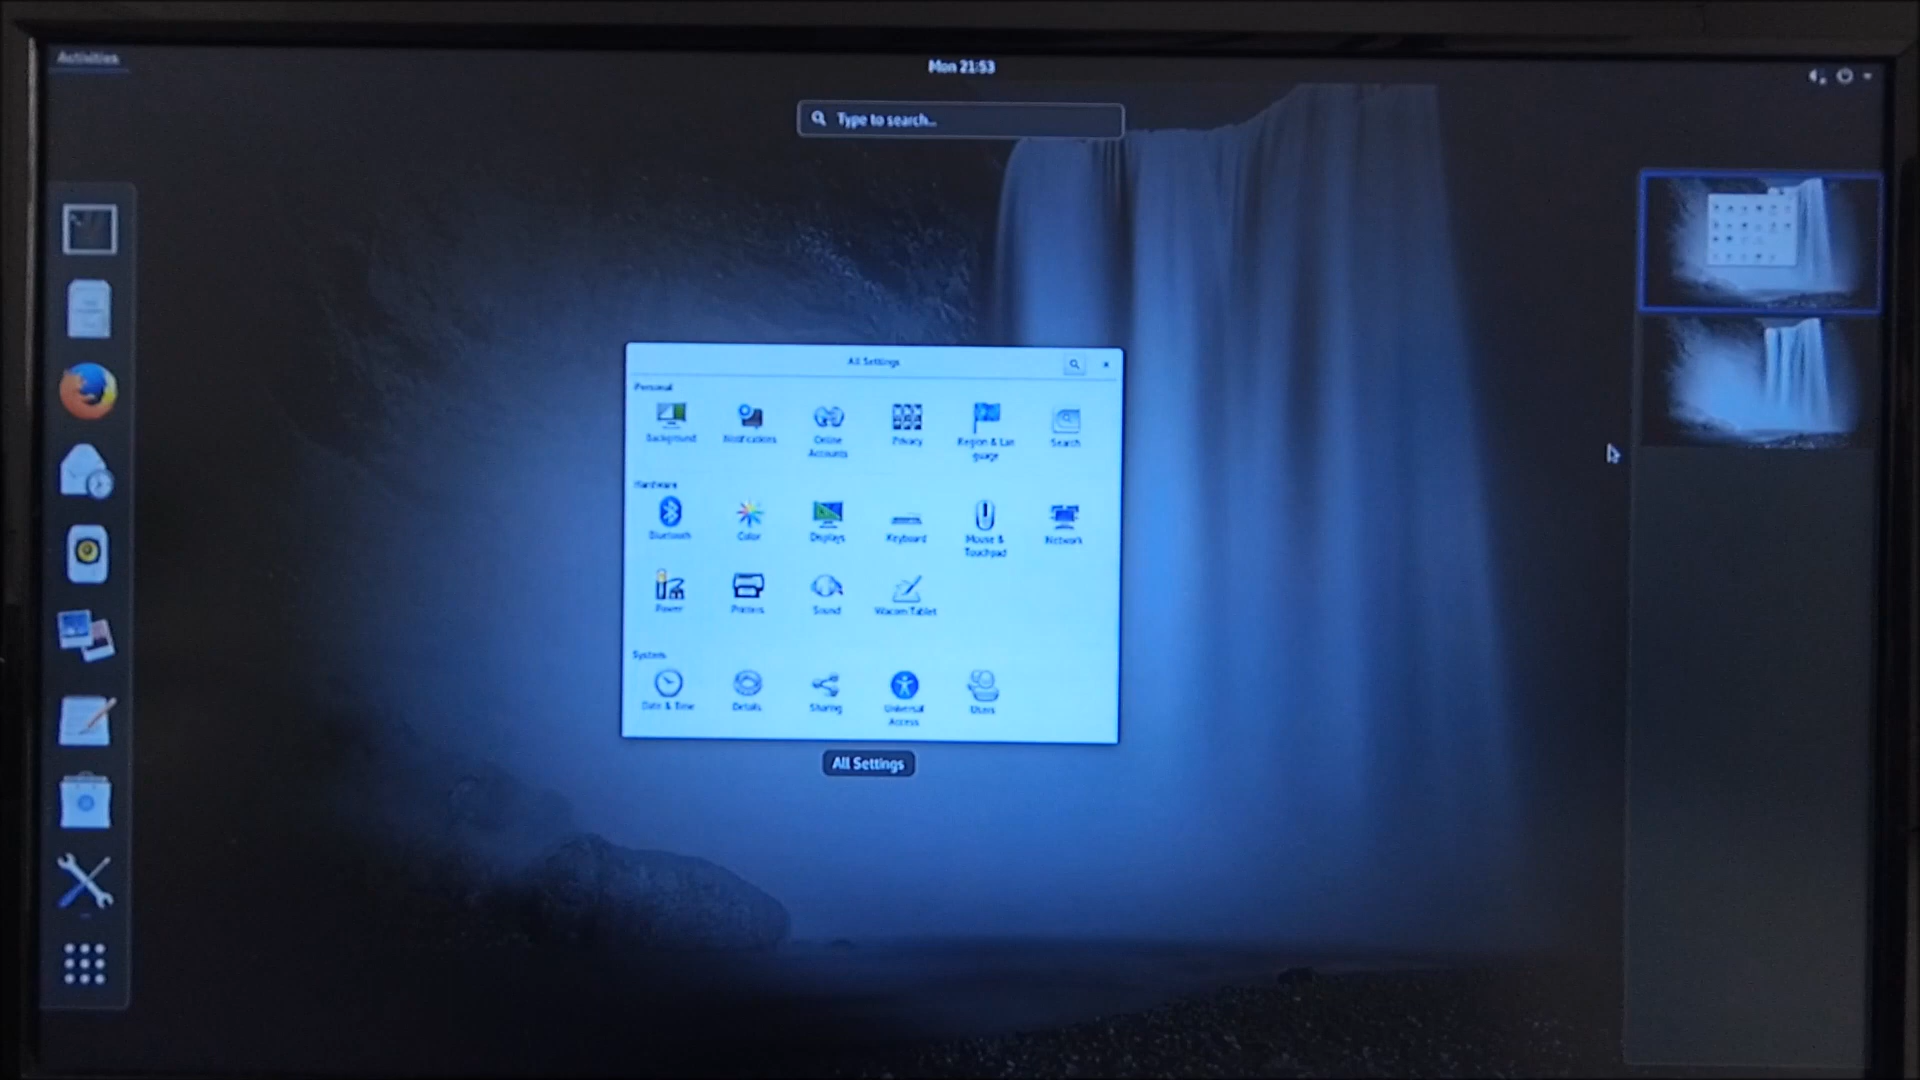 Activities
Mon 21:53
Type to search...
All Settings
Personal
Background
Notifications
Online
Accounts
Privacy
Region & Lan
guage
Search
Hardware
Bluetooth
Color
Displays
Keyboard
Mouse &
Touchpad
Network
Power
Printers
Sound
Wacom Tablet
System
Date & Time
Details
Sharing
Universal
Access
Users
All Settings